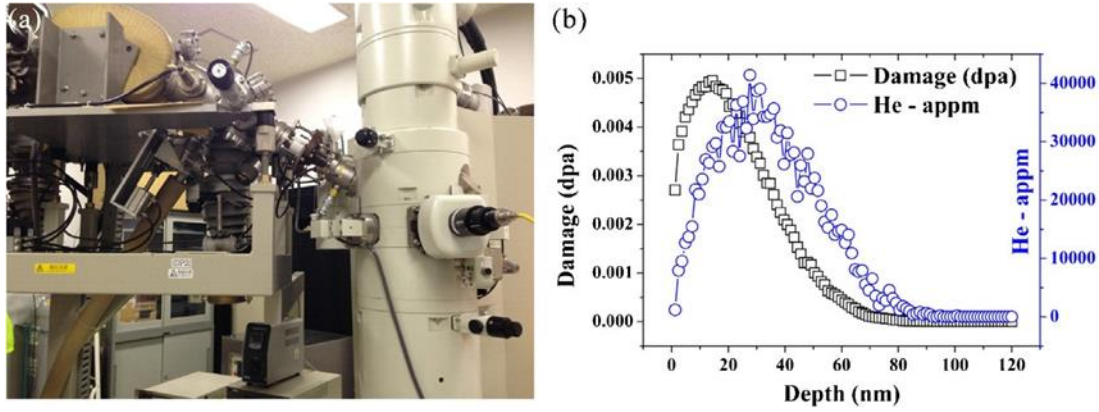 (a)
(b)
Damage (dpa)
He - appm
0.005
0.004
0.003
0.002
0.001
0.000
Damage (dpa)
40000
30000
20000
10000
0
He - appm
0 20 40 60 80 100 120
Depth (nm)